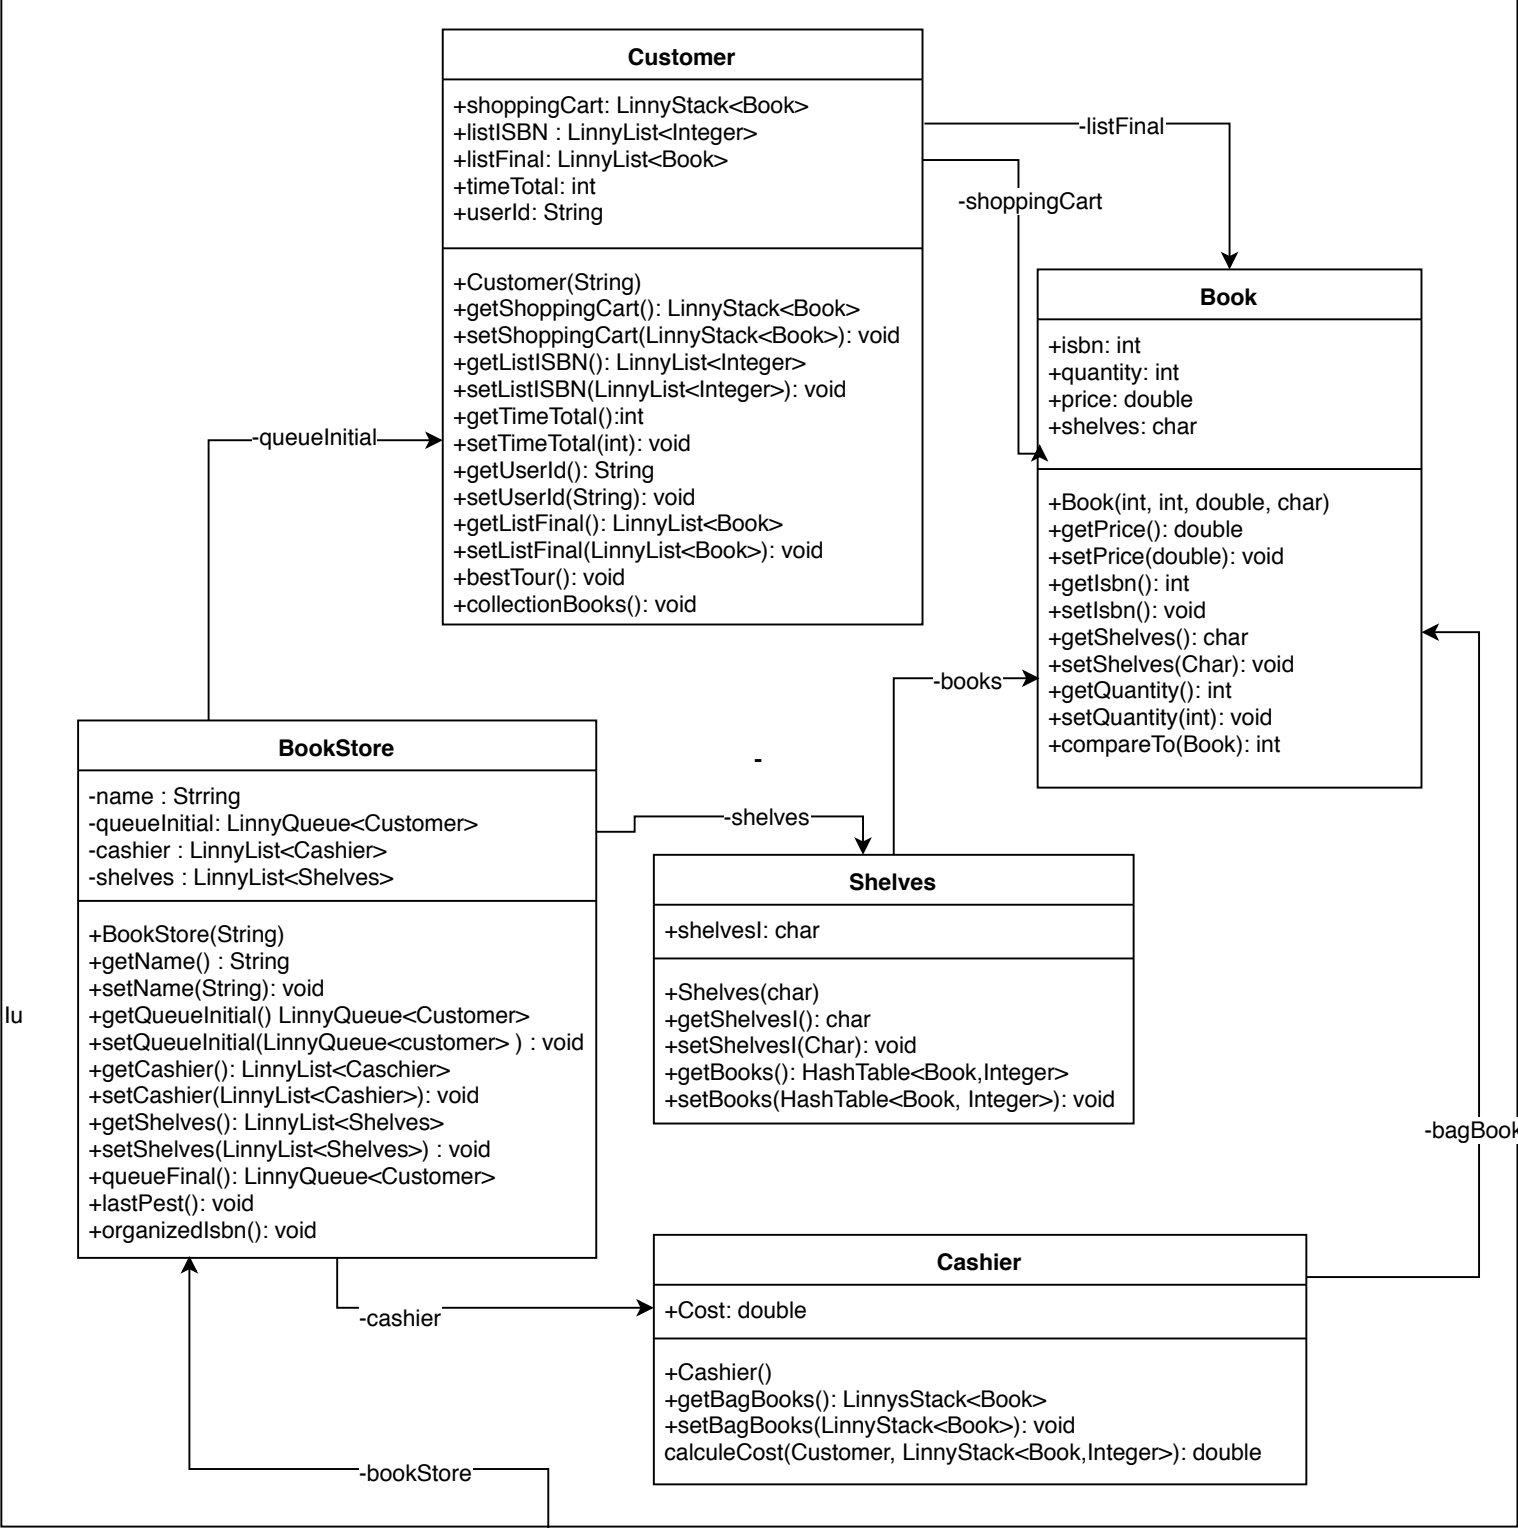 Customer
+shoppingCart: LinnyStack<Book>
+listISBN : LinnyList<Integer>
+listFinal: LinnyList<Book>
+timeTotal: int
+userId: String
+Customer(String)
+getShoppingCart(): LinnyStack<Book>
+setShoppingCart(LinnyStack<Book>): void
+getListISBN(): LinnyList<Integer>
+setListISBN(LinnyList<Integer>): void
+getTimeTotal():int
+setTimeTotal(int): void
+getUserId(): String
+setUserId(String): void
+getListFinal(): LinnyList<Book>
+setListFinal(LinnyList<Book>): void
+bestTour(): void
+collectionBooks(): void
-listFinal
-shoppingCart
Book
+isbn: int
+quantity: int
+price: double
+shelves: char
+Book(int, int, double, char)
+getPrice(): double
+setPrice(double): void
+getIsbn(): int
+setIsbn(): void
+getShelves(): char
+setShelves(Char): void
+getQuantity(): int
+setQuantity(int): void
+compareTo(Book): int
-queueInitial
-books
BookStore
-name : Strring
-queueInitial: LinnyQueue<Customer>
-cashier : LinnyList<Cashier>
-shelves : LinnyList<Shelves>
+BookStore(String)
+getName() : String
+setName(String): void
+getQueueInitial() LinnyQueue<Customer>
+setQueueInitial(LinnyQueue<customer> ) : void
+getCashier(): LinnyList<Caschier>
+setCashier(LinnyList<Cashier>): void
+getShelves(): LinnyList<Shelves>
+setShelves(LinnyList<Shelves>) : void
+queueFinal(): LinnyQueue<Customer>
+lastPest(): void
+organizedIsbn(): void
-
-shelves
Shelves
+shelvesI: char
+Shelves(char)
+getShelvesI(): char
+setShelvesI(Char): void
+getBooks(): HashTable<Book,Integer>
+setBooks(HashTable<Book, Integer>): void
lu
-bagBook
Cashier
+Cost: double
+Cashier()
+getBagBooks(): LinnysStack<Book>
+setBagBooks(LinnyStack<Book>): void
calculeCost(Customer, LinnyStack<Book,Integer>): double
-cashier
-bookStore